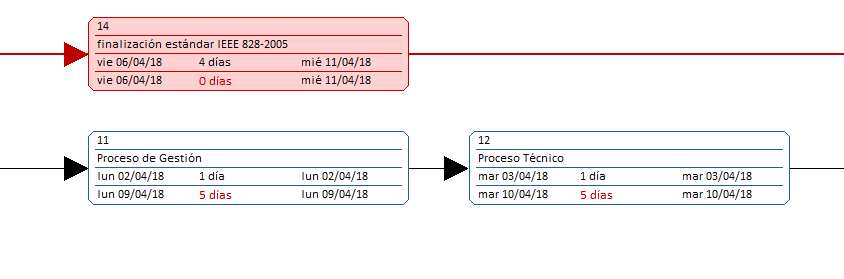 14
finalización estándar IEEE 828-2005
vie 06/04/18 4 días mié 11/04/18
vie 06/04/18 0 días mié 11/04/18
11
Proceso de Gestión
lun 02/04/18 1 día lun 02/04/18
lun 09/04/18 5 días lun 09/04/18
12
Proceso Técnico
mar 03/04/18 1 día mar 03/04/18
mar 10/04/18 5 días mar 10/04/18